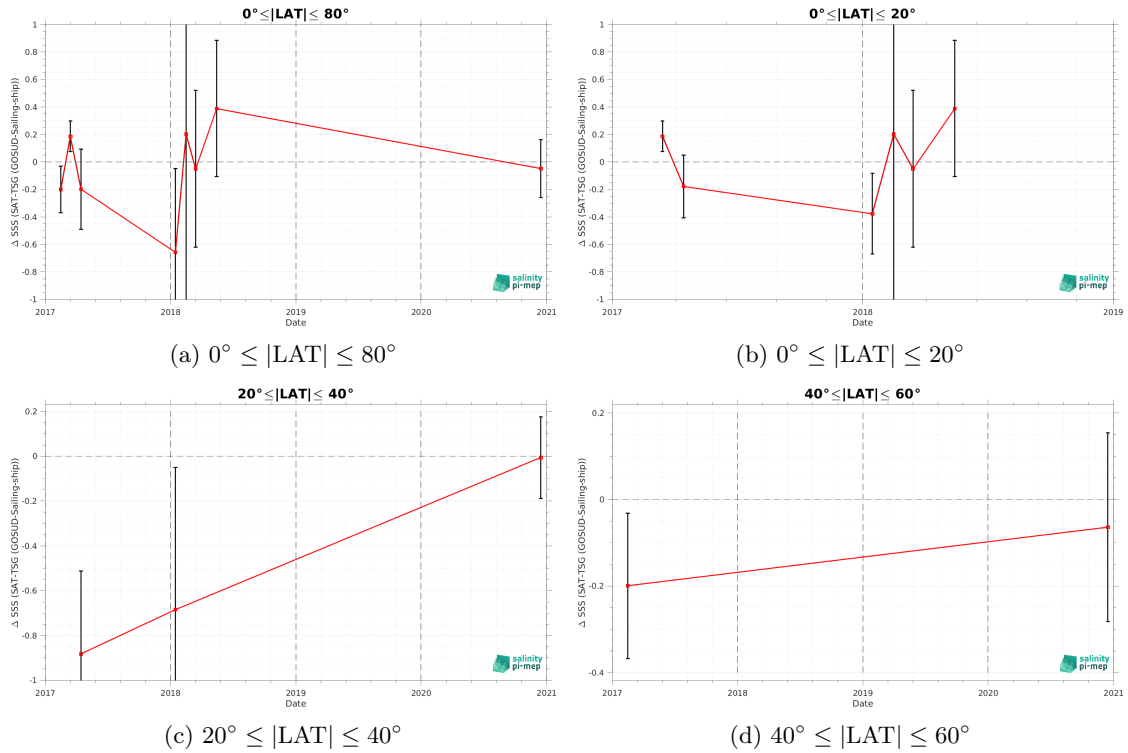 0°≤|LAT|≤ 80°
Δ SSS (SAT-TSG (GOSUD-Sailing-ship))
1
0.8
0.6
0.4
0.2
0
-0.2
-0.4
-0.6
-0.8
-1
2017
2018
2019
2020
2021
Date
salinity
pi-mep
(a) 0° ≤ |LAT| ≤ 80°
0°≤|LAT|≤ 20°
Δ SSS (SAT-TSG (GOSUD-Sailing-ship))
1
0.8
0.6
0.4
0.2
0
-0.2
-0.4
-0.6
-0.8
-1
2017
2018
2019
Date
salinity
pi-mep
(b) 0° ≤ |LAT| ≤ 20°
20°≤|LAT|≤ 40°
Δ SSS (SAT-TSG (GOSUD-Sailing-ship))
0.2
0
-0.2
-0.4
-0.6
-0.8
-1
2017
2018
2019
2020
2021
Date
salinity
pi-mep
(c) 20° ≤ |LAT| ≤ 40°
40°≤|LAT|≤ 60°
Δ SSS (SAT-TSG (GOSUD-Sailing-ship))
0.2
0
-0.2
-0.4
2017
2018
2019
2020
2021
Date
salinity
pi-mep
(d) 40° ≤ |LAT| ≤ 60°